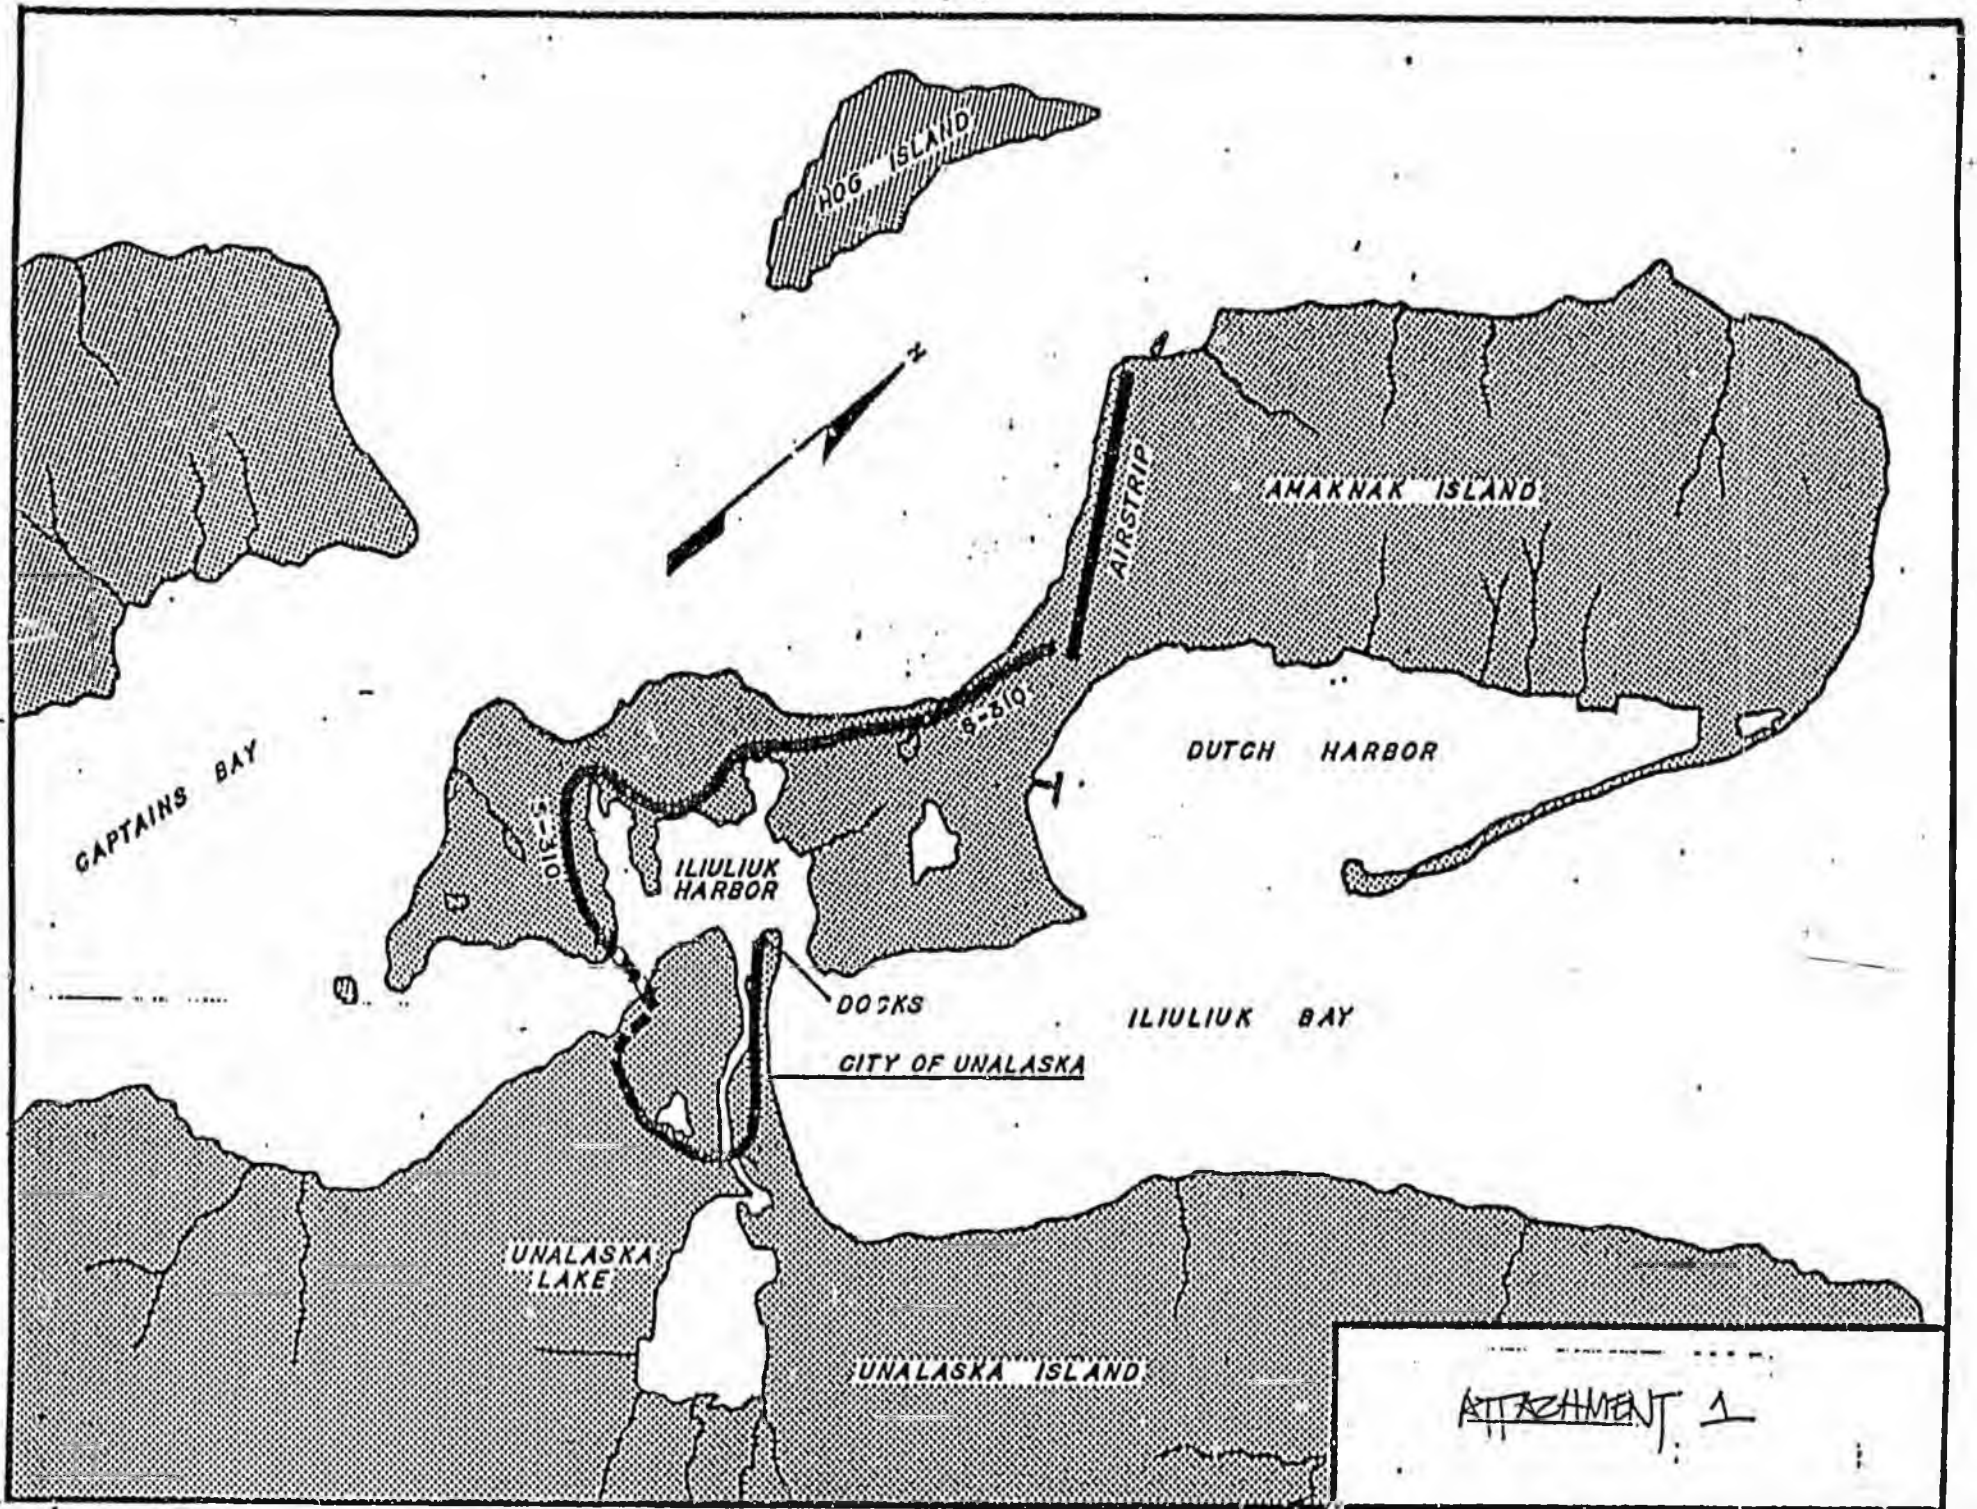 HOG ISLAND
N
AIRSTRIP
AMAKNAK ISLAND
S-310
DUTCH HARBOR
CAPTAINS BAY
S-310
ILIULIUK
HARBOR
DOCKS
ILIULIUK BAY
CITY OF UNALASKA
UNALASKA
LAKE
UNALASKA ISLAND
ATTACHMENT 1